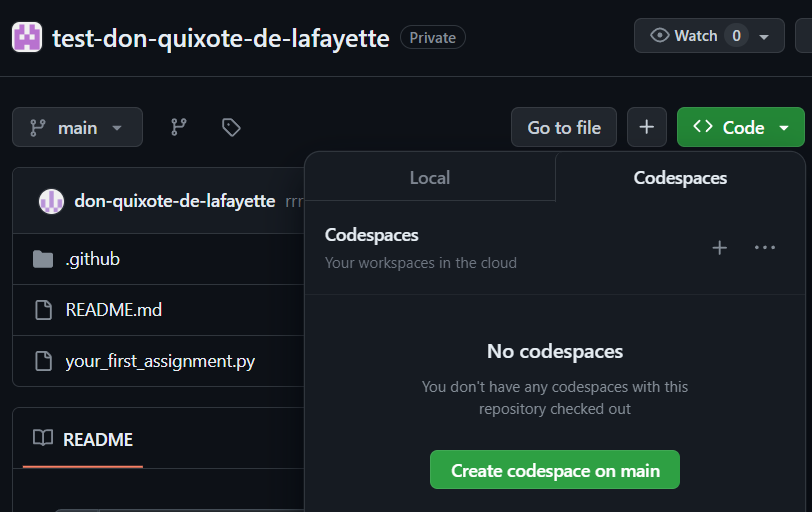 test-don-quixote-de-lafayette Private Watch 0
main Go to file + Code
Local Codespaces
don-quixote-de-lafayette rrr
Codespaces
Your workspaces in the cloud
.github
README.md
your_first_assignment.py
No codespaces
You don't have any codespaces with this
repository checked out
README
Create codespace on main